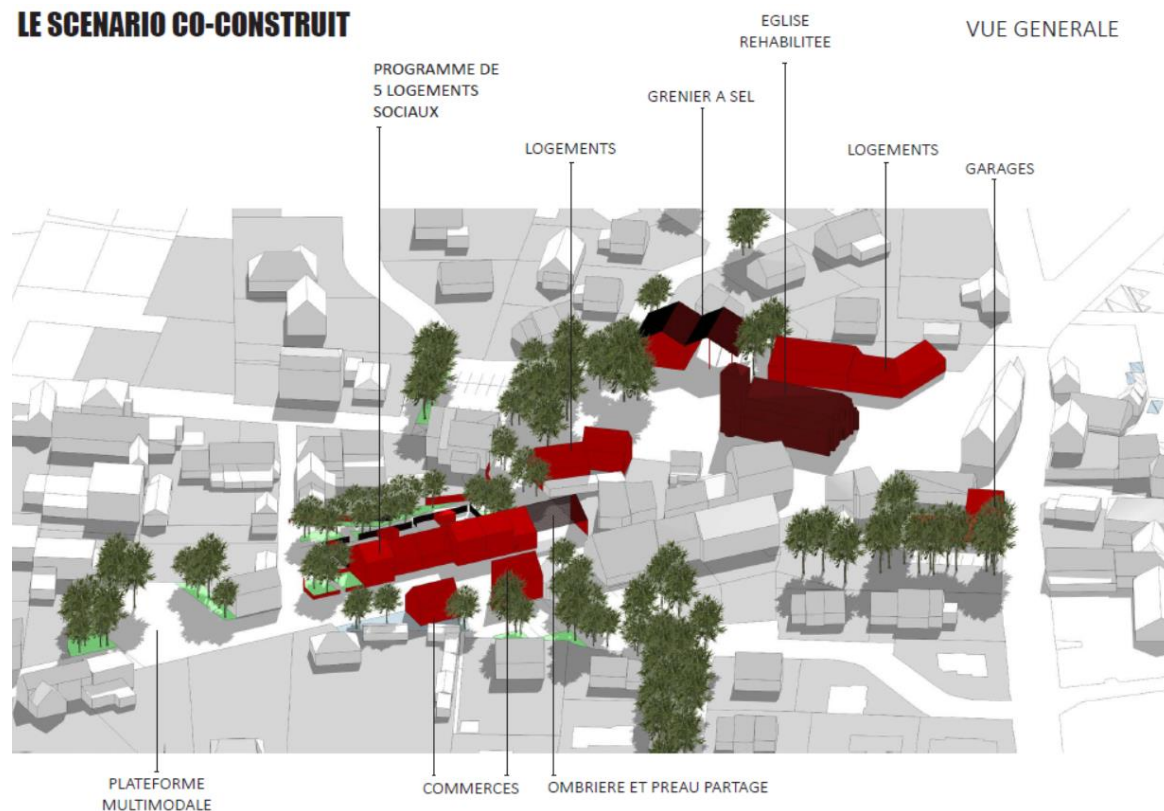 LE SCENARIO CO-CONSTRUIT
VUE GENERALE
EGLISE
REHABILITEE
PROGRAMME DE
5 LOGEMENTS
SOCIAUX
GRENIER A SEL
LOGEMENTS
LOGEMENTS
GARAGES
PLATEFORME
MULTIMODALE
COMMERCES
OMBRIERE ET PREAU PARTAGE